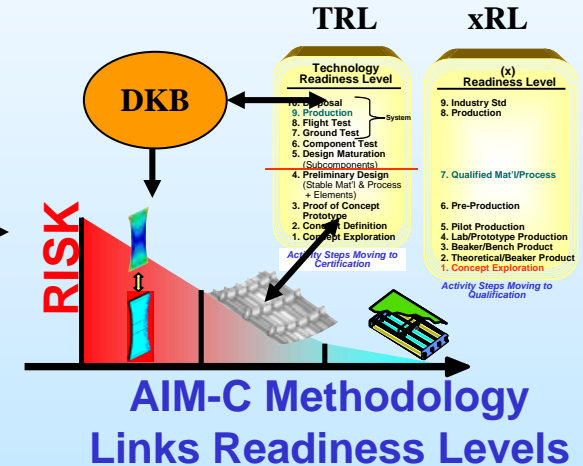 TRL
xRL
DKB
Technology
Readiness Level
9. Production
8. Flight Test
7. Ground Test
System
6. Component Test
5. Design Maturation
(Subcomponents)
4. Preliminary Design
(Stable Mat'l & Process
+ Elements)
3. Proof of Concept
Prototype
2. Concept Definition
1. Concept Exploration
Activity Steps Moving to
Certification
(x)
Readiness Level
9. Industry Std
8. Production
7. Qualified Mat'l/Process
6. Pre-Production
5. Pilot Production
4. Lab/Prototype Production
3. Beaker/Bench Product
2. Theoretical/Beaker Product
1. Concept Exploration
Activity Steps Moving to
Qualification
RISK
AIM-C Methodology
Links Readiness Levels